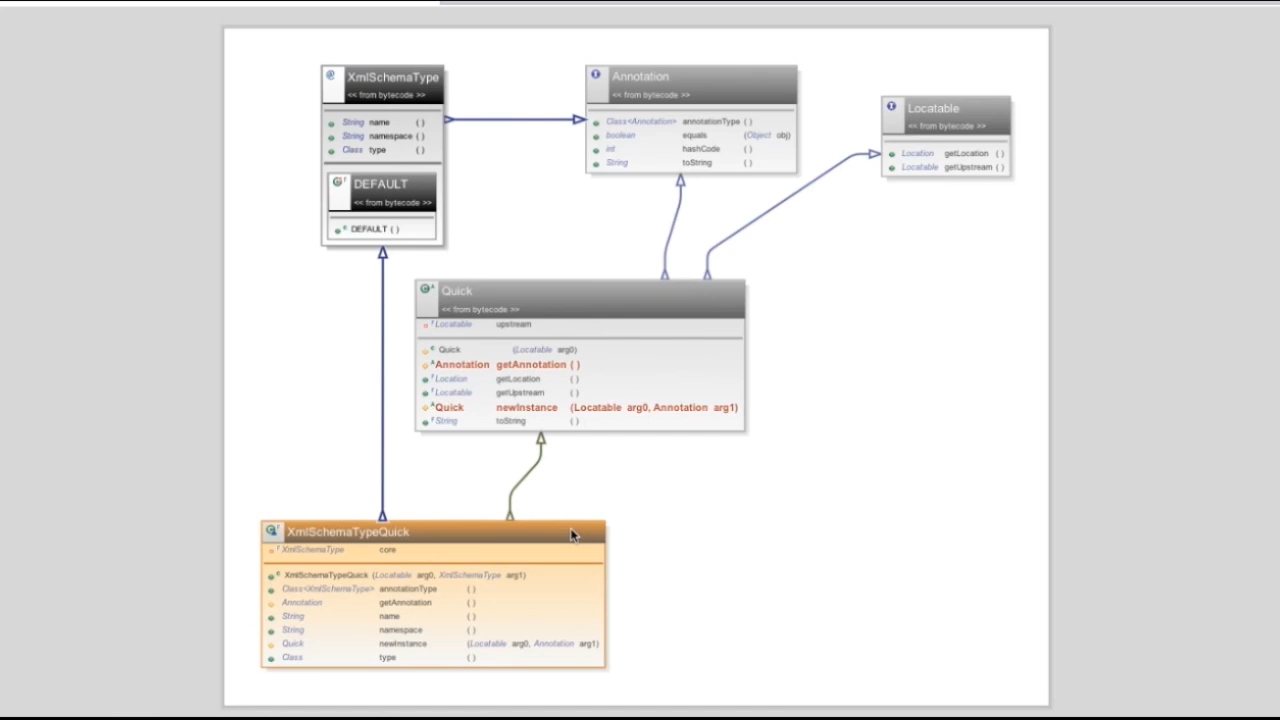 XmlSchemaType
<< from bytecode >>
String name ( )
String namespace ( )
Class type ( )
DEFAULT
<< from bytecode >>
DEFAULT ( )
Annotation
<< from bytecode >>
Class<Annotation> annotationType ( )
boolean equals (Object obj)
int hashCode ( )
String toString ( )
Locatable
<< from bytecode >>
Location getLocation ( )
Locatable getUpstream ( )
Quick
<< from bytecode >>
Locatable upstream
Quick (Locatable arg0)
Annotation getAnnotation ( )
Location getLocation ( )
Locatable getUpstream ( )
Quick newInstance (Locatable arg0, Annotation arg1)
String toString ( )
XmlSchemaTypeQuick
XmlSchemaType core
XmlSchemaTypeQuick (Locatable arg0, XmlSchemaType arg1)
Class<XmlSchemaType> annotationType ( )
Annotation getAnnotation ( )
String name ( )
String namespace ( )
Quick newInstance (Locatable arg0, Annotation arg1)
Class type ( )